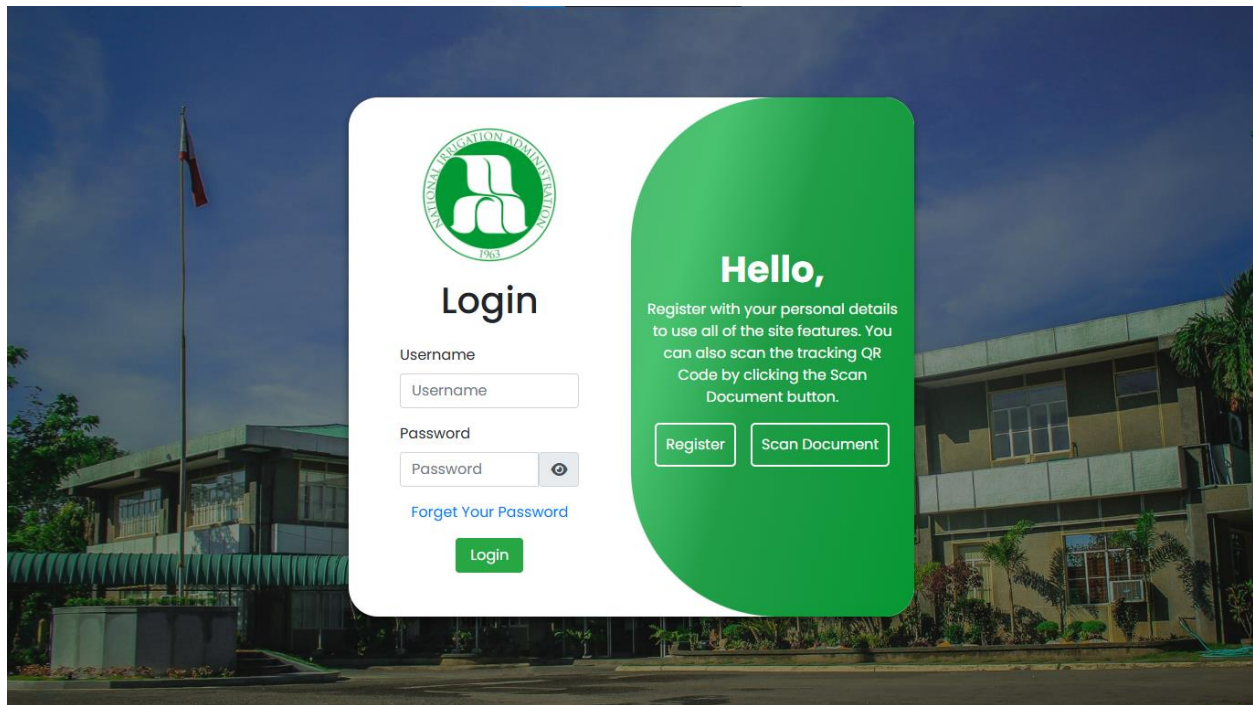 NATIONAL IRRIGATION ADMINISTRATION
1963
Login
Username
Username
Password
Password
Forget Your Password
Login
Hello,
Register with your personal details
to use all of the site features. You
can also scan the tracking QR
Code by clicking the Scan
Document button.
Register
Scan Document